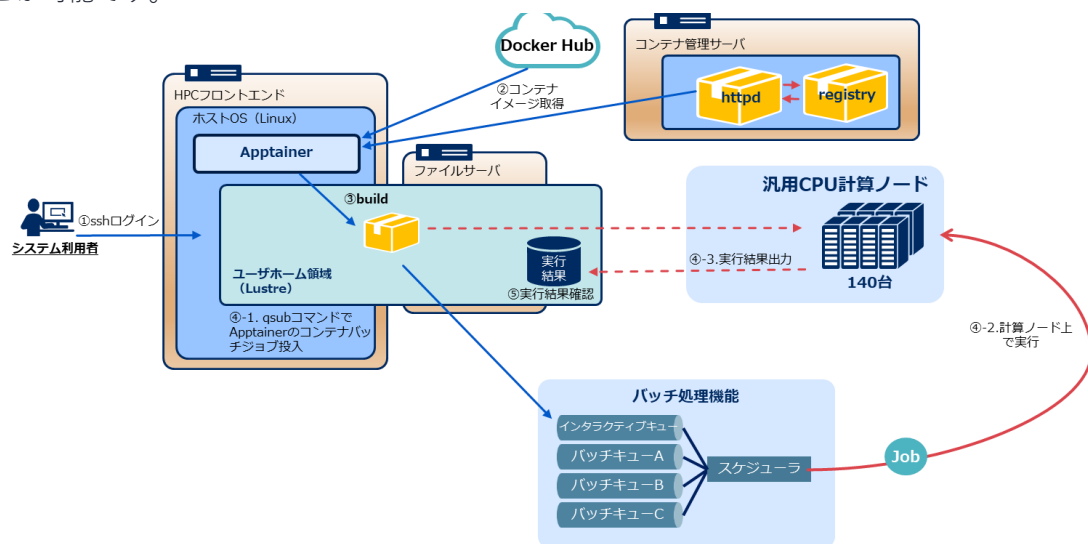 Docker Hub
コンテナ管理サーバ
httpd
registry
HPCフロントエンド
②コンテナ
イメージ取得
ホストOS（Linux）
Apptainer
ファイルサーバ
汎用CPU計算ノード
③build
①sshログイン
システム利用者
実行
結果
④-3.実行結果出力
ユーザホーム領域
（Lustre）
⑤実行結果確認
140台
④-1. qsubコマンドで
Apptainerのコンテナバッ
チジョブ投入
④-2.計算ノード上
で実行
バッチ処理機能
インタラクティブキュー
バッチキューA
バッチキューB
バッチキューC
スケジューラ
Job